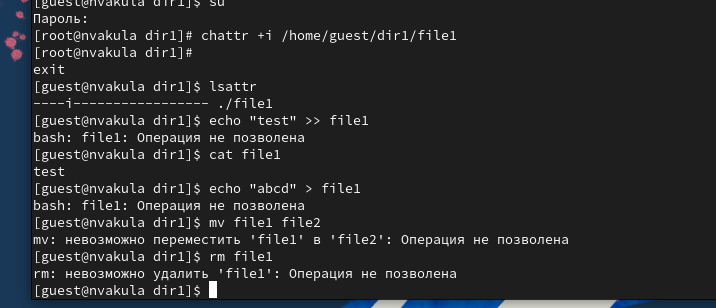 [guest@nvakula dir1]$ su
Пароль:
[root@nvakula dir1]# chattr +i /home/guest/dir1/file1
[root@nvakula dir1]#
exit
[guest@nvakula dir1]$ lsattr
----i----------------- ./file1
[guest@nvakula dir1]$ echo "test" >> file1
bash: file1: Операция не позволена
[guest@nvakula dir1]$ cat file1
test
[guest@nvakula dir1]$ echo "abcd" > file1
bash: file1: Операция не позволена
[guest@nvakula dir1]$ mv file1 file2
mv: невозможно переместить 'file1' в 'file2': Операция не позволена
[guest@nvakula dir1]$ rm file1
rm: невозможно удалить 'file1': Операция не позволена
[guest@nvakula dir1]$